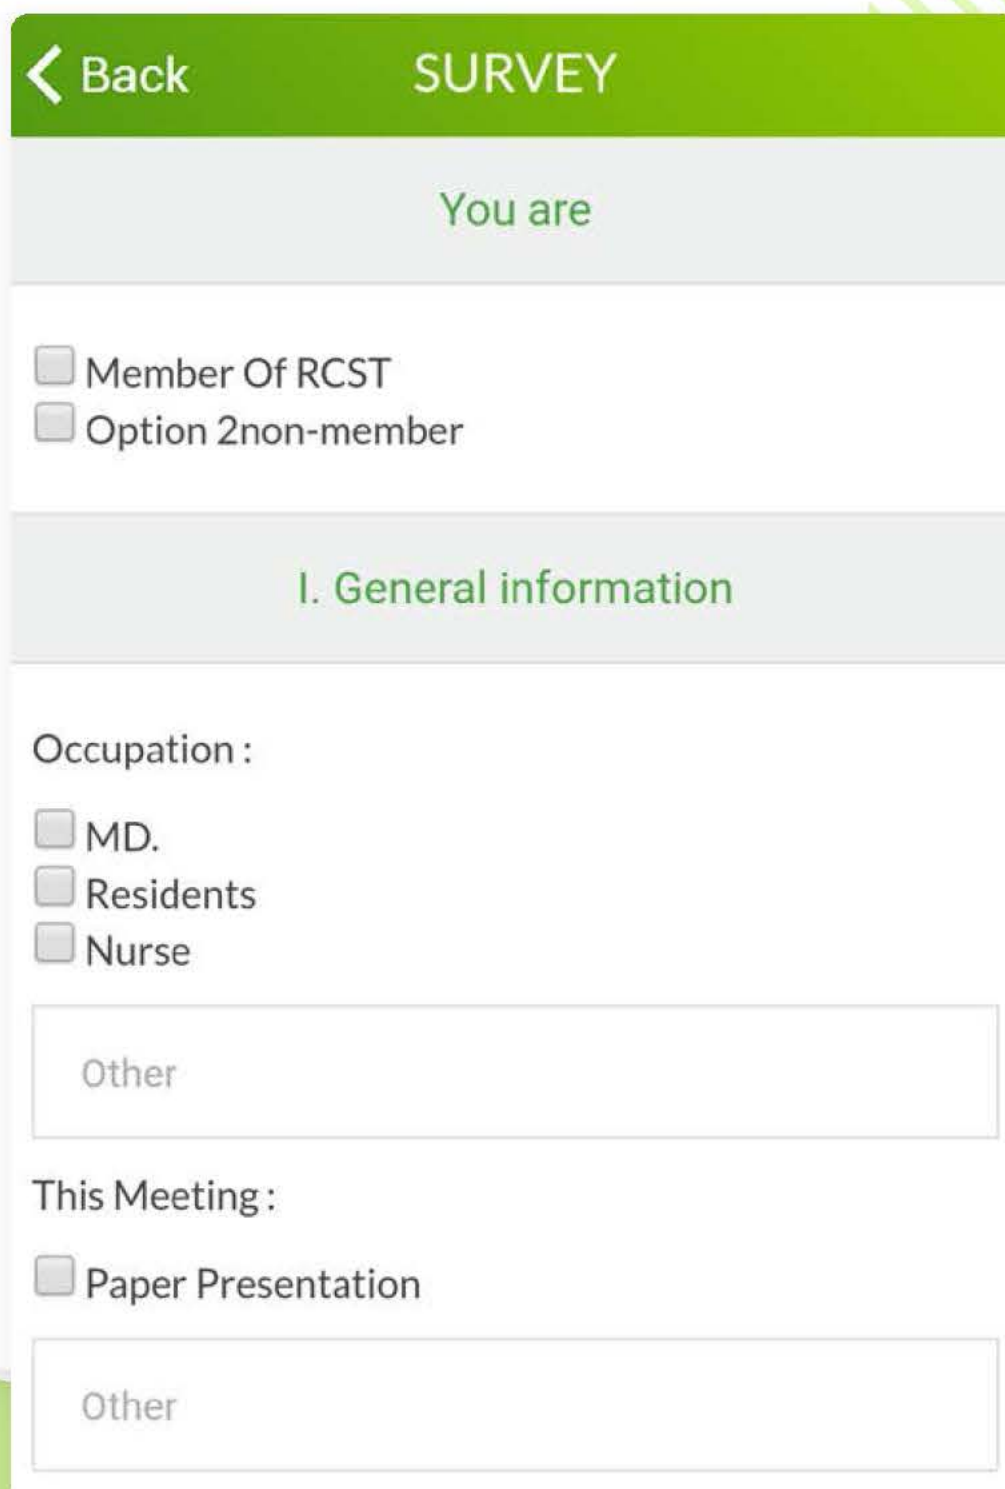 Back SURVEY
You are
Member Of RCST
Option 2non-member
I. General information
Occupation :
MD.
Residents
Nurse
Other
This Meeting :
Paper Presentation
Other